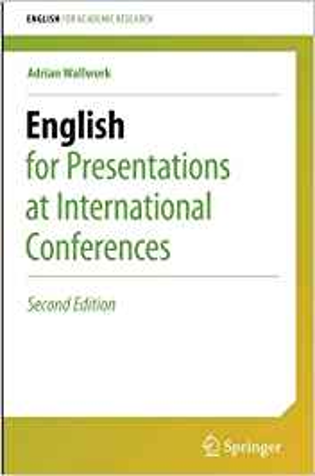 ENGLISH FOR ACADEMIC RESEARCH
Adrian Wallwork
English
for Presentations
at International
Conferences
Second Edition
Springer